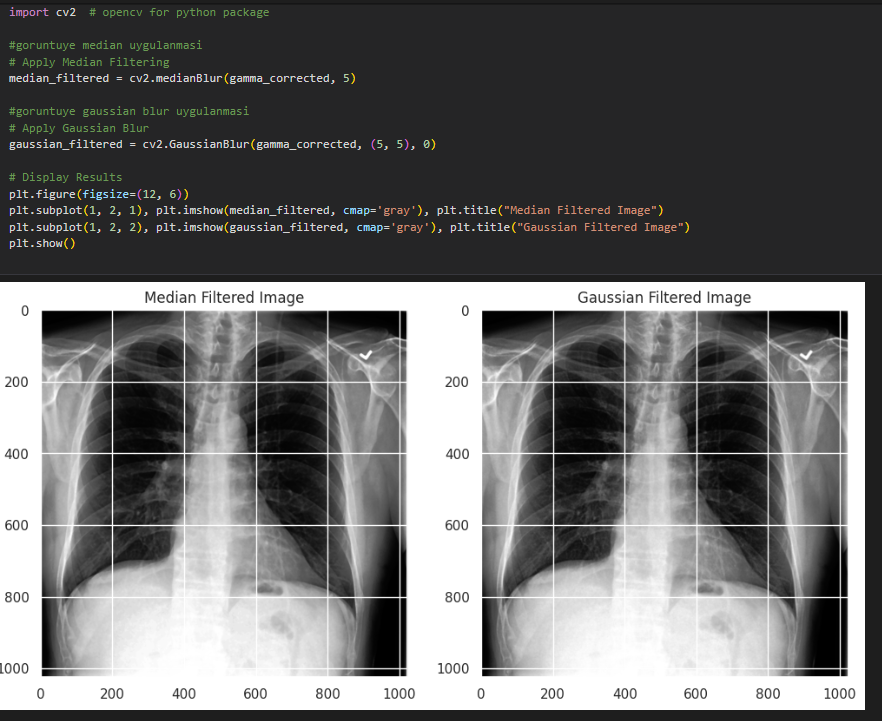 import cv2  # opencv for python package
#goruntuye median uygulanmasi
# Apply Median Filtering
median_filtered = cv2.medianBlur(gamma_corrected, 5)
#goruntuye gaussian blur uygulanmasi
# Apply Gaussian Blur
gaussian_filtered = cv2.GaussianBlur(gamma_corrected, (5, 5), 0)
# Display Results
plt.figure(figsize=(12, 6))
plt.subplot(1, 2, 1), plt.imshow(median_filtered, cmap='gray'), plt.title("Median Filtered Image")
plt.subplot(1, 2, 2), plt.imshow(gaussian_filtered, cmap='gray'), plt.title("Gaussian Filtered Image")
plt.show()
Median Filtered Image
0
200
400
600
800
1000
0 200 400 600 800 1000
Gaussian Filtered Image
0
200
400
600
800
1000
0 200 400 600 800 1000